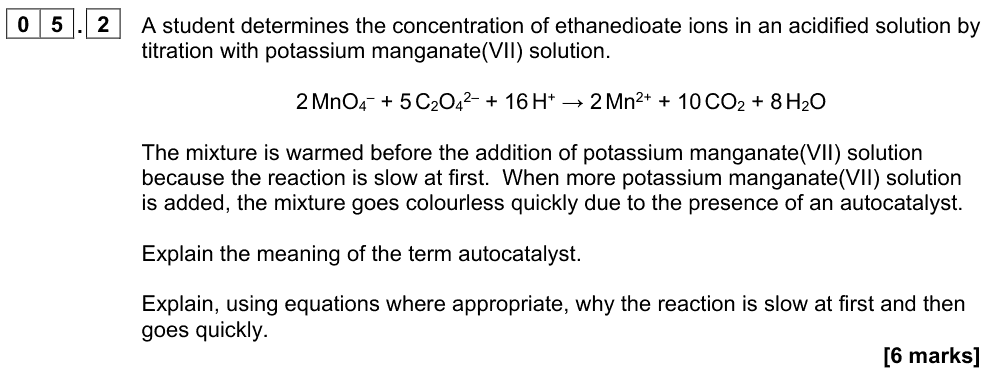 0 5 . 2 A student determines the concentration of ethanedioate ions in an acidified solution by
titration with potassium manganate(VII) solution.
2 MnO₄⁻ + 5 C₂O₄²⁻ + 16 H⁺ → 2 Mn²⁺ + 10 CO₂ + 8 H₂O
The mixture is warmed before the addition of potassium manganate(VII) solution
because the reaction is slow at first. When more potassium manganate(VII) solution
is added, the mixture goes colourless quickly due to the presence of an autocatalyst.
Explain the meaning of the term autocatalyst.
Explain, using equations where appropriate, why the reaction is slow at first and then
goes quickly.
[6 marks]